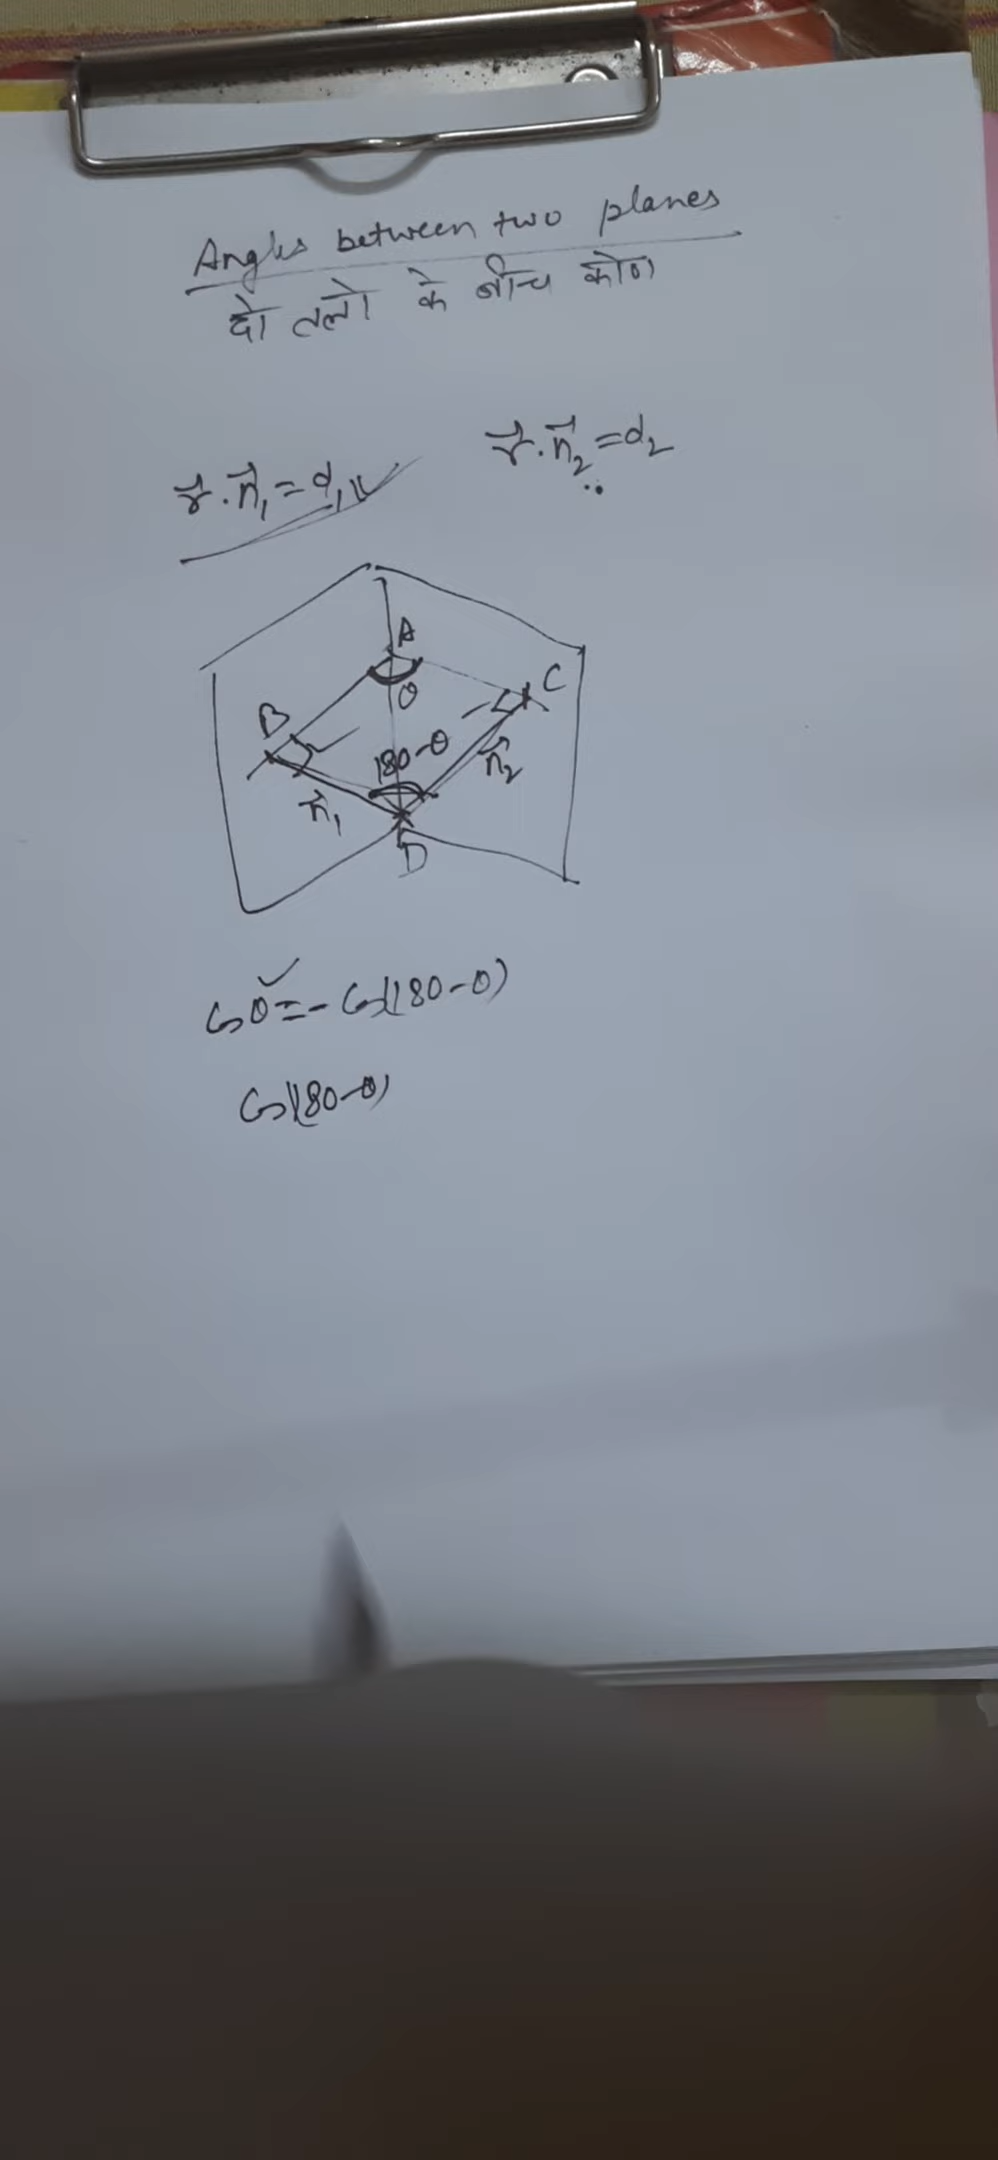 Angles between two planes
दो तलो के बीच कोण
r⃗.n⃗₁=d₁
r⃗.n⃗₂=d₂
A
θ
B
C
180-θ
n⃗₁
n⃗₂
D
Cosθ=-Cos(180-θ)
Cos(180-θ)